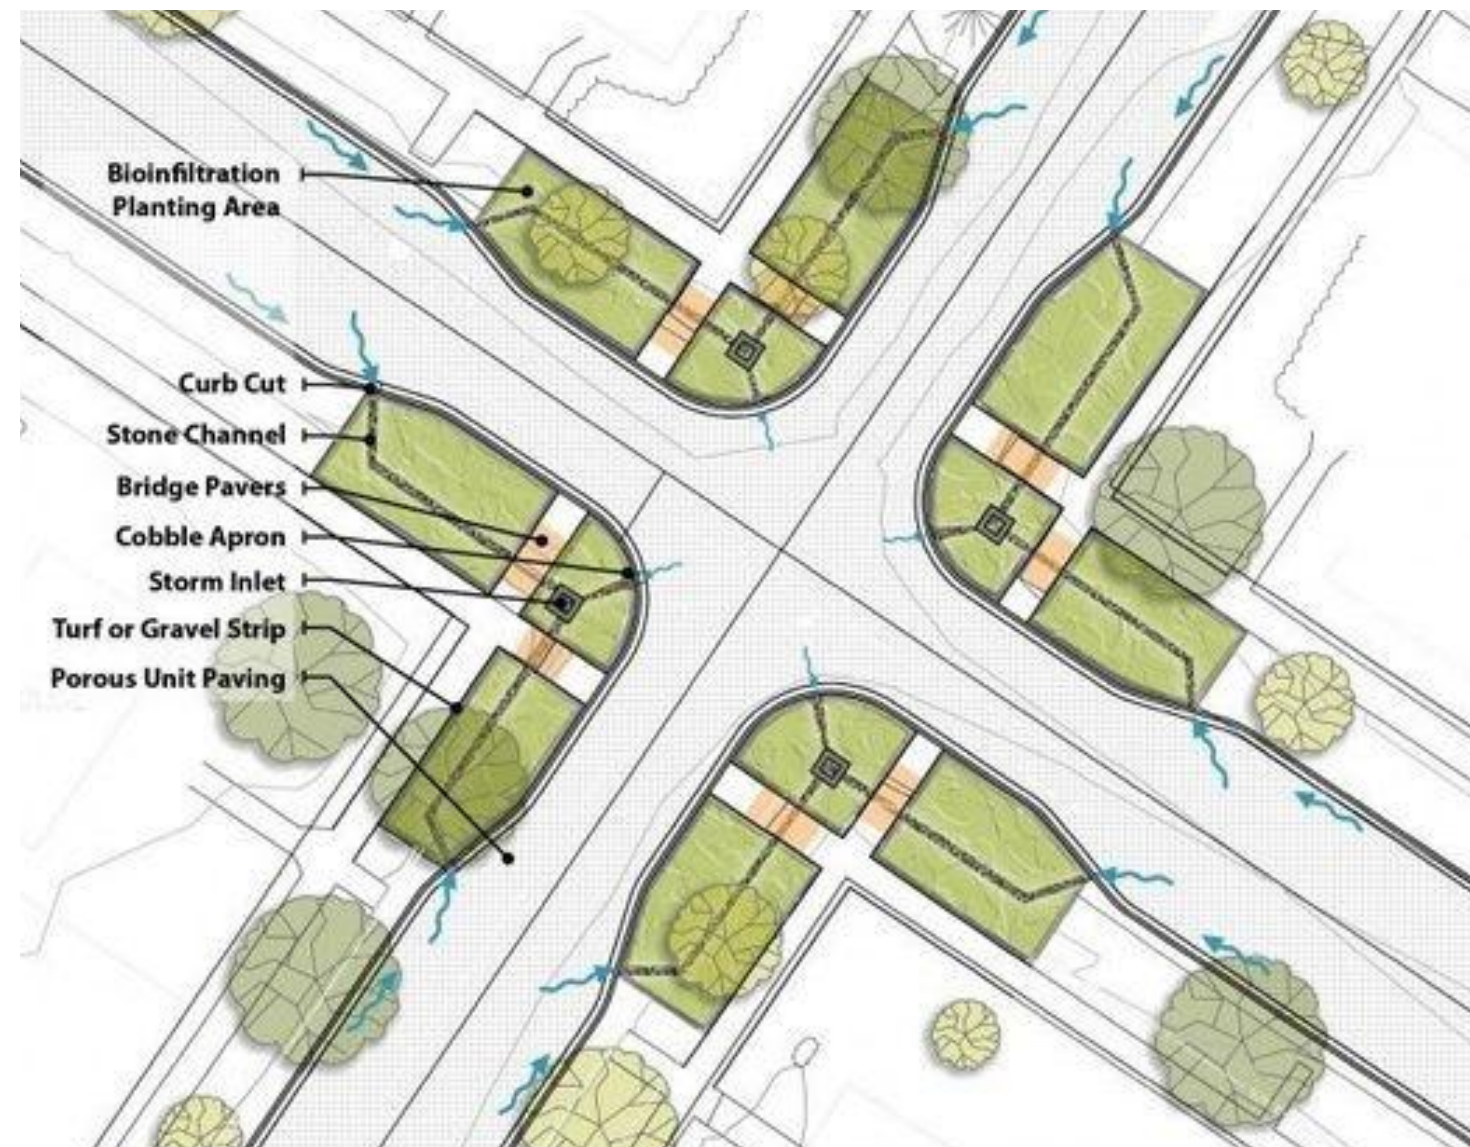 Bioinfiltration
Planting Area
Curb Cut
Stone Channel
Bridge Pavers
Cobble Apron
Storm Inlet
Turf or Gravel Strip
Porous Unit Paving